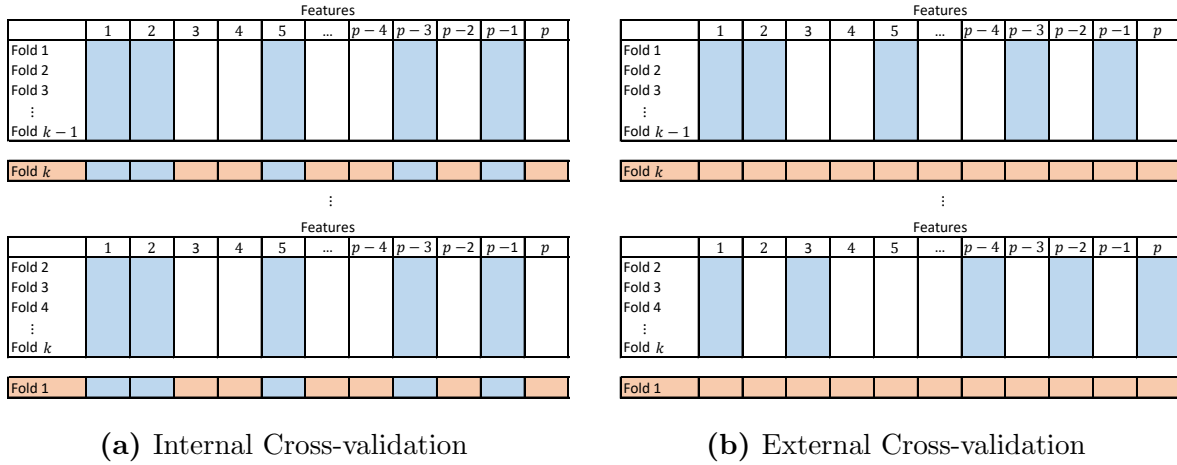 Features
1 2 3 4 5 ... p − 4 p − 3 p −2 p −1 p
Fold 1
Fold 2
Fold 3
⋮
Fold k − 1
Fold k
⋮
Features
1 2 3 4 5 ... p − 4 p − 3 p −2 p −1 p
Fold 2
Fold 3
Fold 4
⋮
Fold k
Fold 1
(a) Internal Cross-validation
Features
1 2 3 4 5 ... p − 4 p − 3 p − 2 p − 1 p
Fold 1
Fold 2
Fold 3
⋮
Fold k − 1
Fold k
⋮
Features
1 2 3 4 5 ... p − 4 p − 3 p − 2 p − 1 p
Fold 2
Fold 3
Fold 4
⋮
Fold k
Fold 1
(b) External Cross-validation